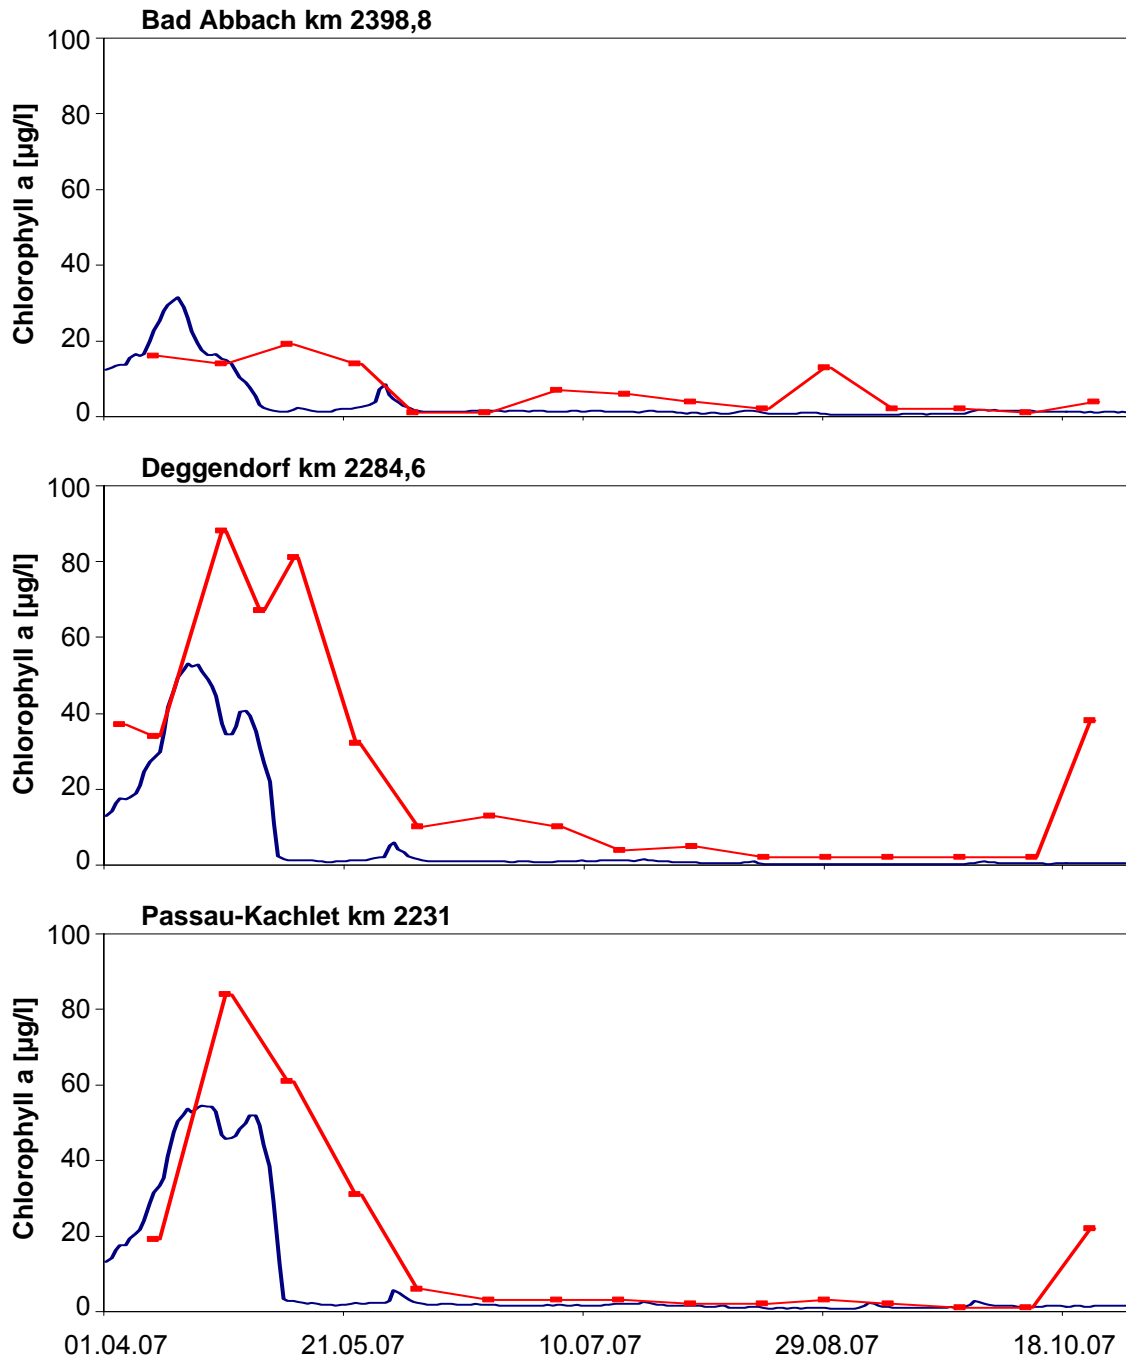 Bad Abbach km 2398,8
Chlorophyll a [µg/l]
100
80
60
40
20
0
Deggendorf km 2284,6
Chlorophyll a [µg/l]
100
80
60
40
20
0
Passau-Kachlet km 2231
Chlorophyll a [µg/l]
100
80
60
40
20
0
01.04.07 21.05.07 10.07.07 29.08.07 18.10.07